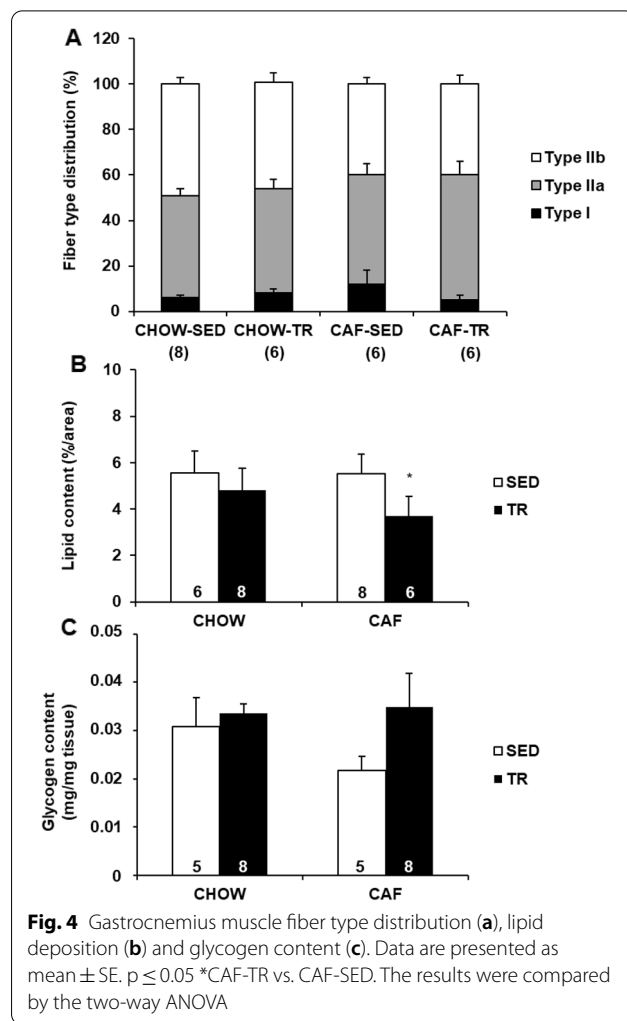 A
120
100
80
60
40
20
0
Fiber type distribution (%)
Type IIb
Type IIa
Type I
CHOW-SED CHOW-TR CAF-SED CAF-TR
(8) (6) (6) (6)
B
10
8
6
4
2
0
Lipid content (%/area)
*
SED
TR
6 8 8 6
CHOW CAF
C
0.05
0.04
0.03
0.02
0.01
0
Glycogen content
(mg/mg tissue)
SED
TR
5 8 5 8
CHOW CAF
Fig. 4 Gastrocnemius muscle fiber type distribution (a), lipid
deposition (b) and glycogen content (c). Data are presented as
mean ± SE. p ≤ 0.05 *CAF-TR vs. CAF-SED. The results were compared
by the two-way ANOVA